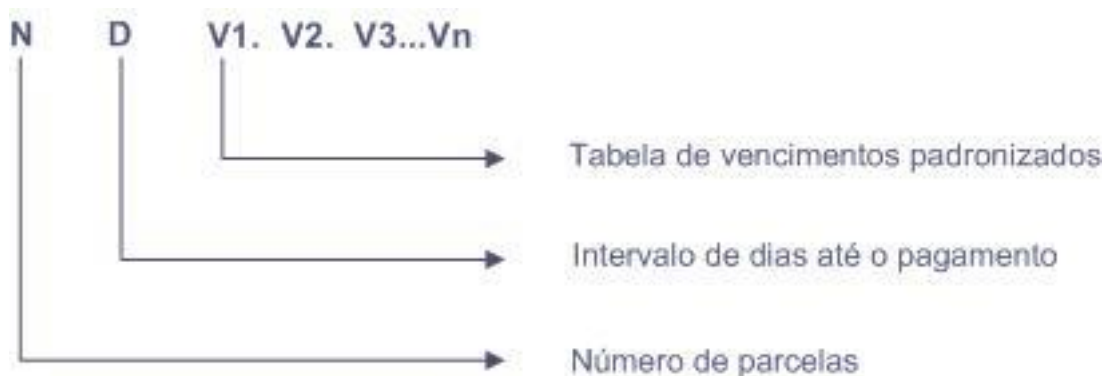 N D V1. V2. V3...Vn
Tabela de vencimentos padronizados
Intervalo de dias até o pagamento
Número de parcelas